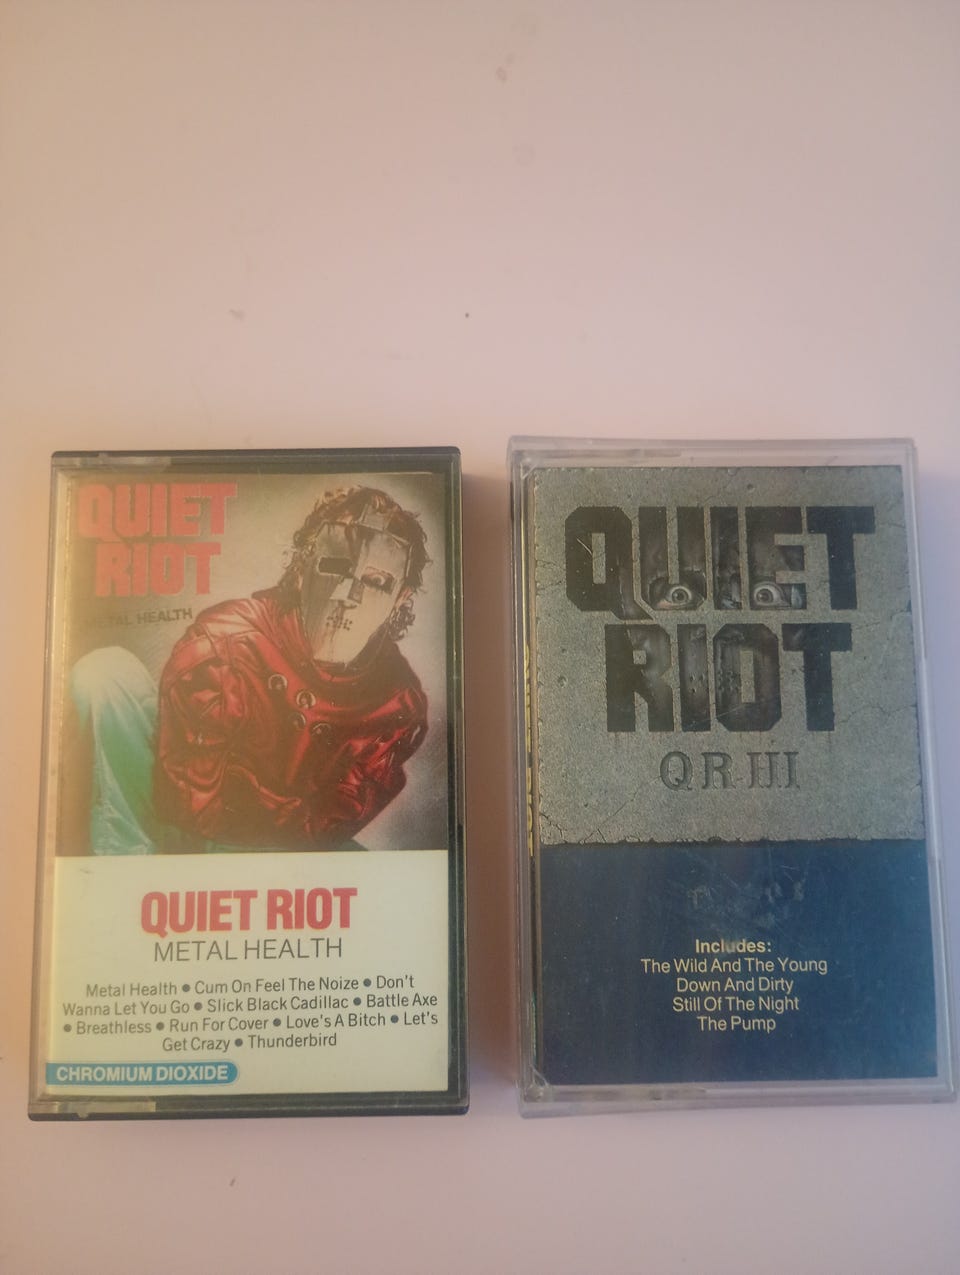 QUIET
RIOT
METAL HEALTH
QUIET RIOT
METAL HEALTH
Metal Health • Cum On Feel The Noize • Don't
Wanna Let You Go • Slick Black Cadillac • Battle Axe
• Breathless • Run For Cover • Love's A Bitch • Let's
Get Crazy • Thunderbird
CHROMIUM DIOXIDE
QUIET
RIOT
QR III
Includes:
The Wild And The Young
Down And Dirty
Still Of The Night
The Pump